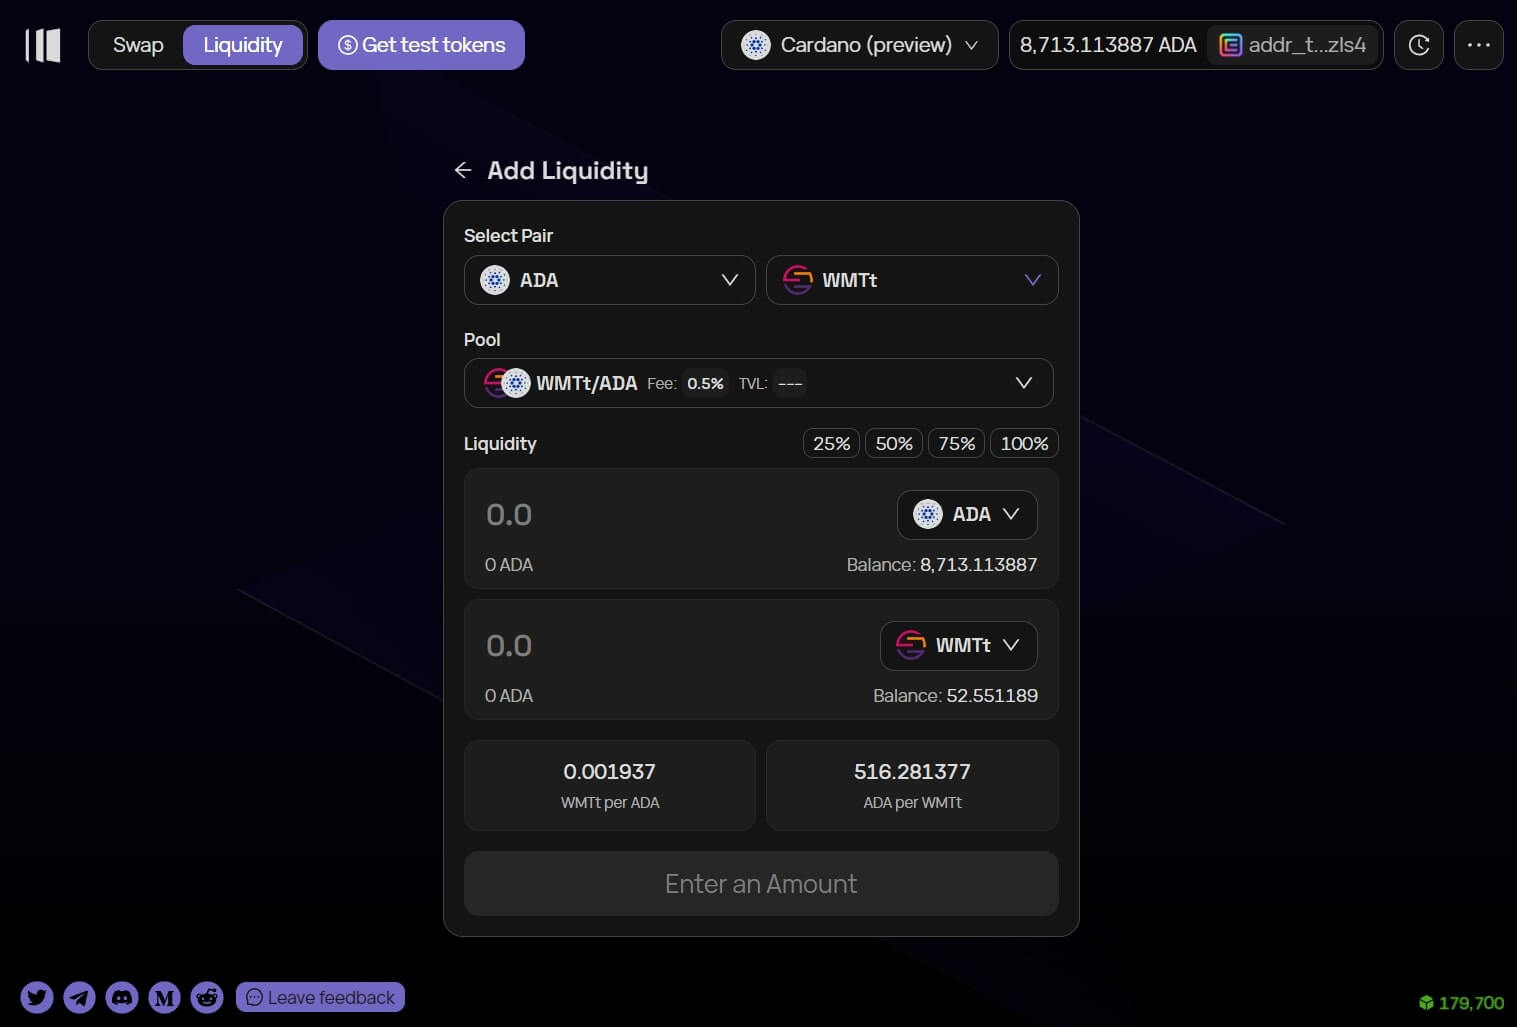 Swap Liquidity Get test tokens Cardano (preview) 8,713.113887 ADA addr_t...zls4
Add Liquidity
Select Pair
ADA WMTt
Pool
WMTt/ADA Fee: 0.5% TVL: ---
Liquidity 25% 50% 75% 100%
0.0 ADA
0 ADA Balance: 8,713.113887
0.0 WMTt
0 ADA Balance: 52.551189
0.001937 516.281377
WMTt per ADA ADA per WMTt
Enter an Amount
Leave feedback
179,700